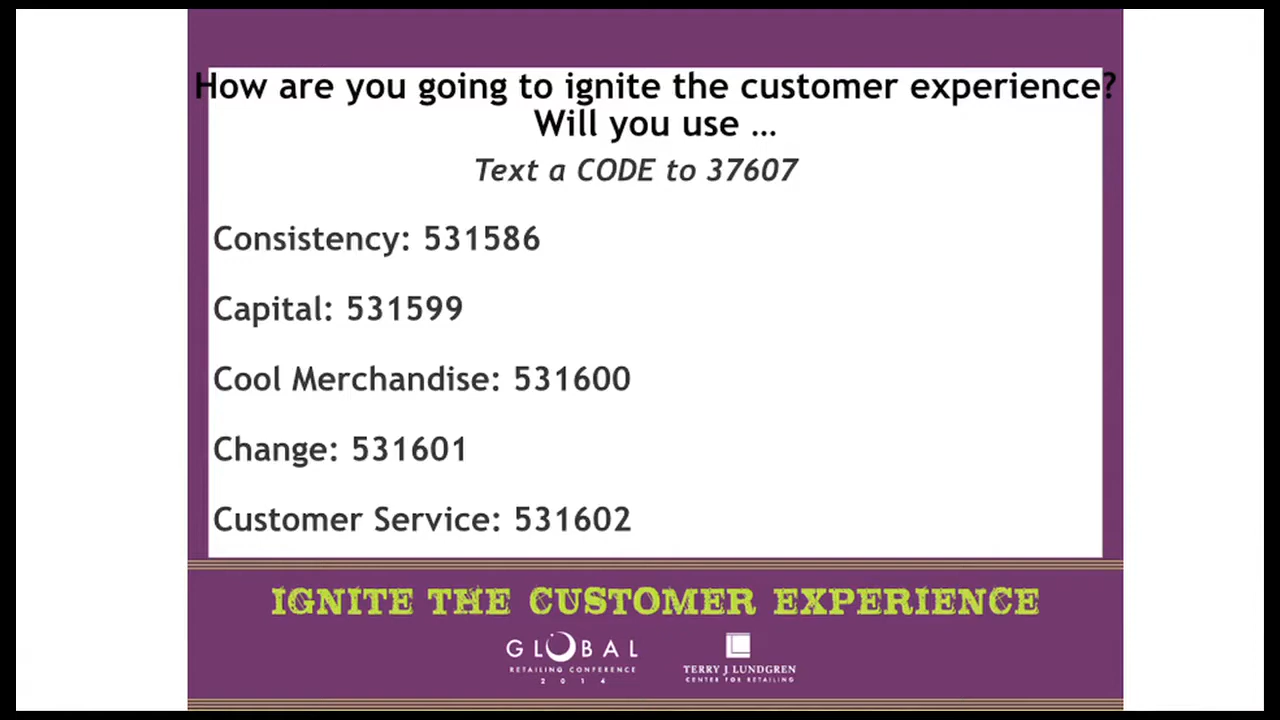 How are you going to ignite the customer experience?
Will you use ...
Text a CODE to 37607
Consistency: 531586
Capital: 531599
Cool Merchandise: 531600
Change: 531601
Customer Service: 531602
IGNITE THE CUSTOMER EXPERIENCE
GLOBAL
RETAILING CONFERENCE
2014
TERRY J LUNDGREN
CENTER FOR RETAILING